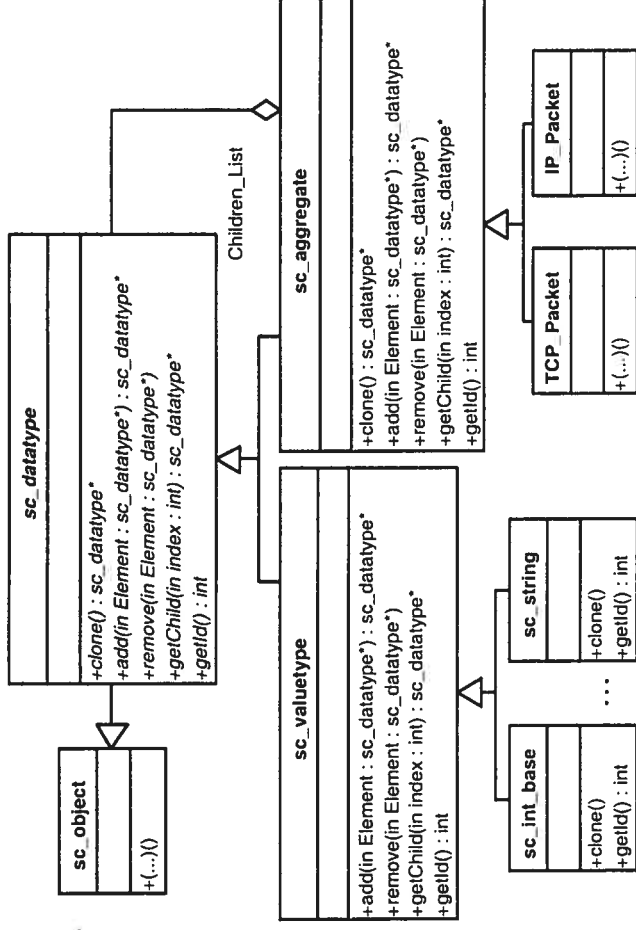 sc_datatype
+clone() : sc_datatype*
+add(in Element : sc_datatype*) : sc_datatype*
+remove(in Element : sc_datatype*)
+getChild(in index : int) : sc_datatype*
+getId() : int
sc_object
+(...)()
Children_List
sc_valuetype
+add(in Element : sc_datatype*) : sc_datatype*
+remove(in Element : sc_datatype*)
+getChild(in index : int) : sc_datatype*
+getId() : int
sc_aggregate
+clone() : sc_datatype*
+add(in Element : sc_datatype*) : sc_datatype*
+remove(in Element : sc_datatype*)
+getChild(in index : int) : sc_datatype*
+getId() : int
sc_int_base
+clone()
+getId() : int
...
sc_string
+clone()
+getId() : int
TCP_Packet
+(...)()
IP_Packet
+(...)()